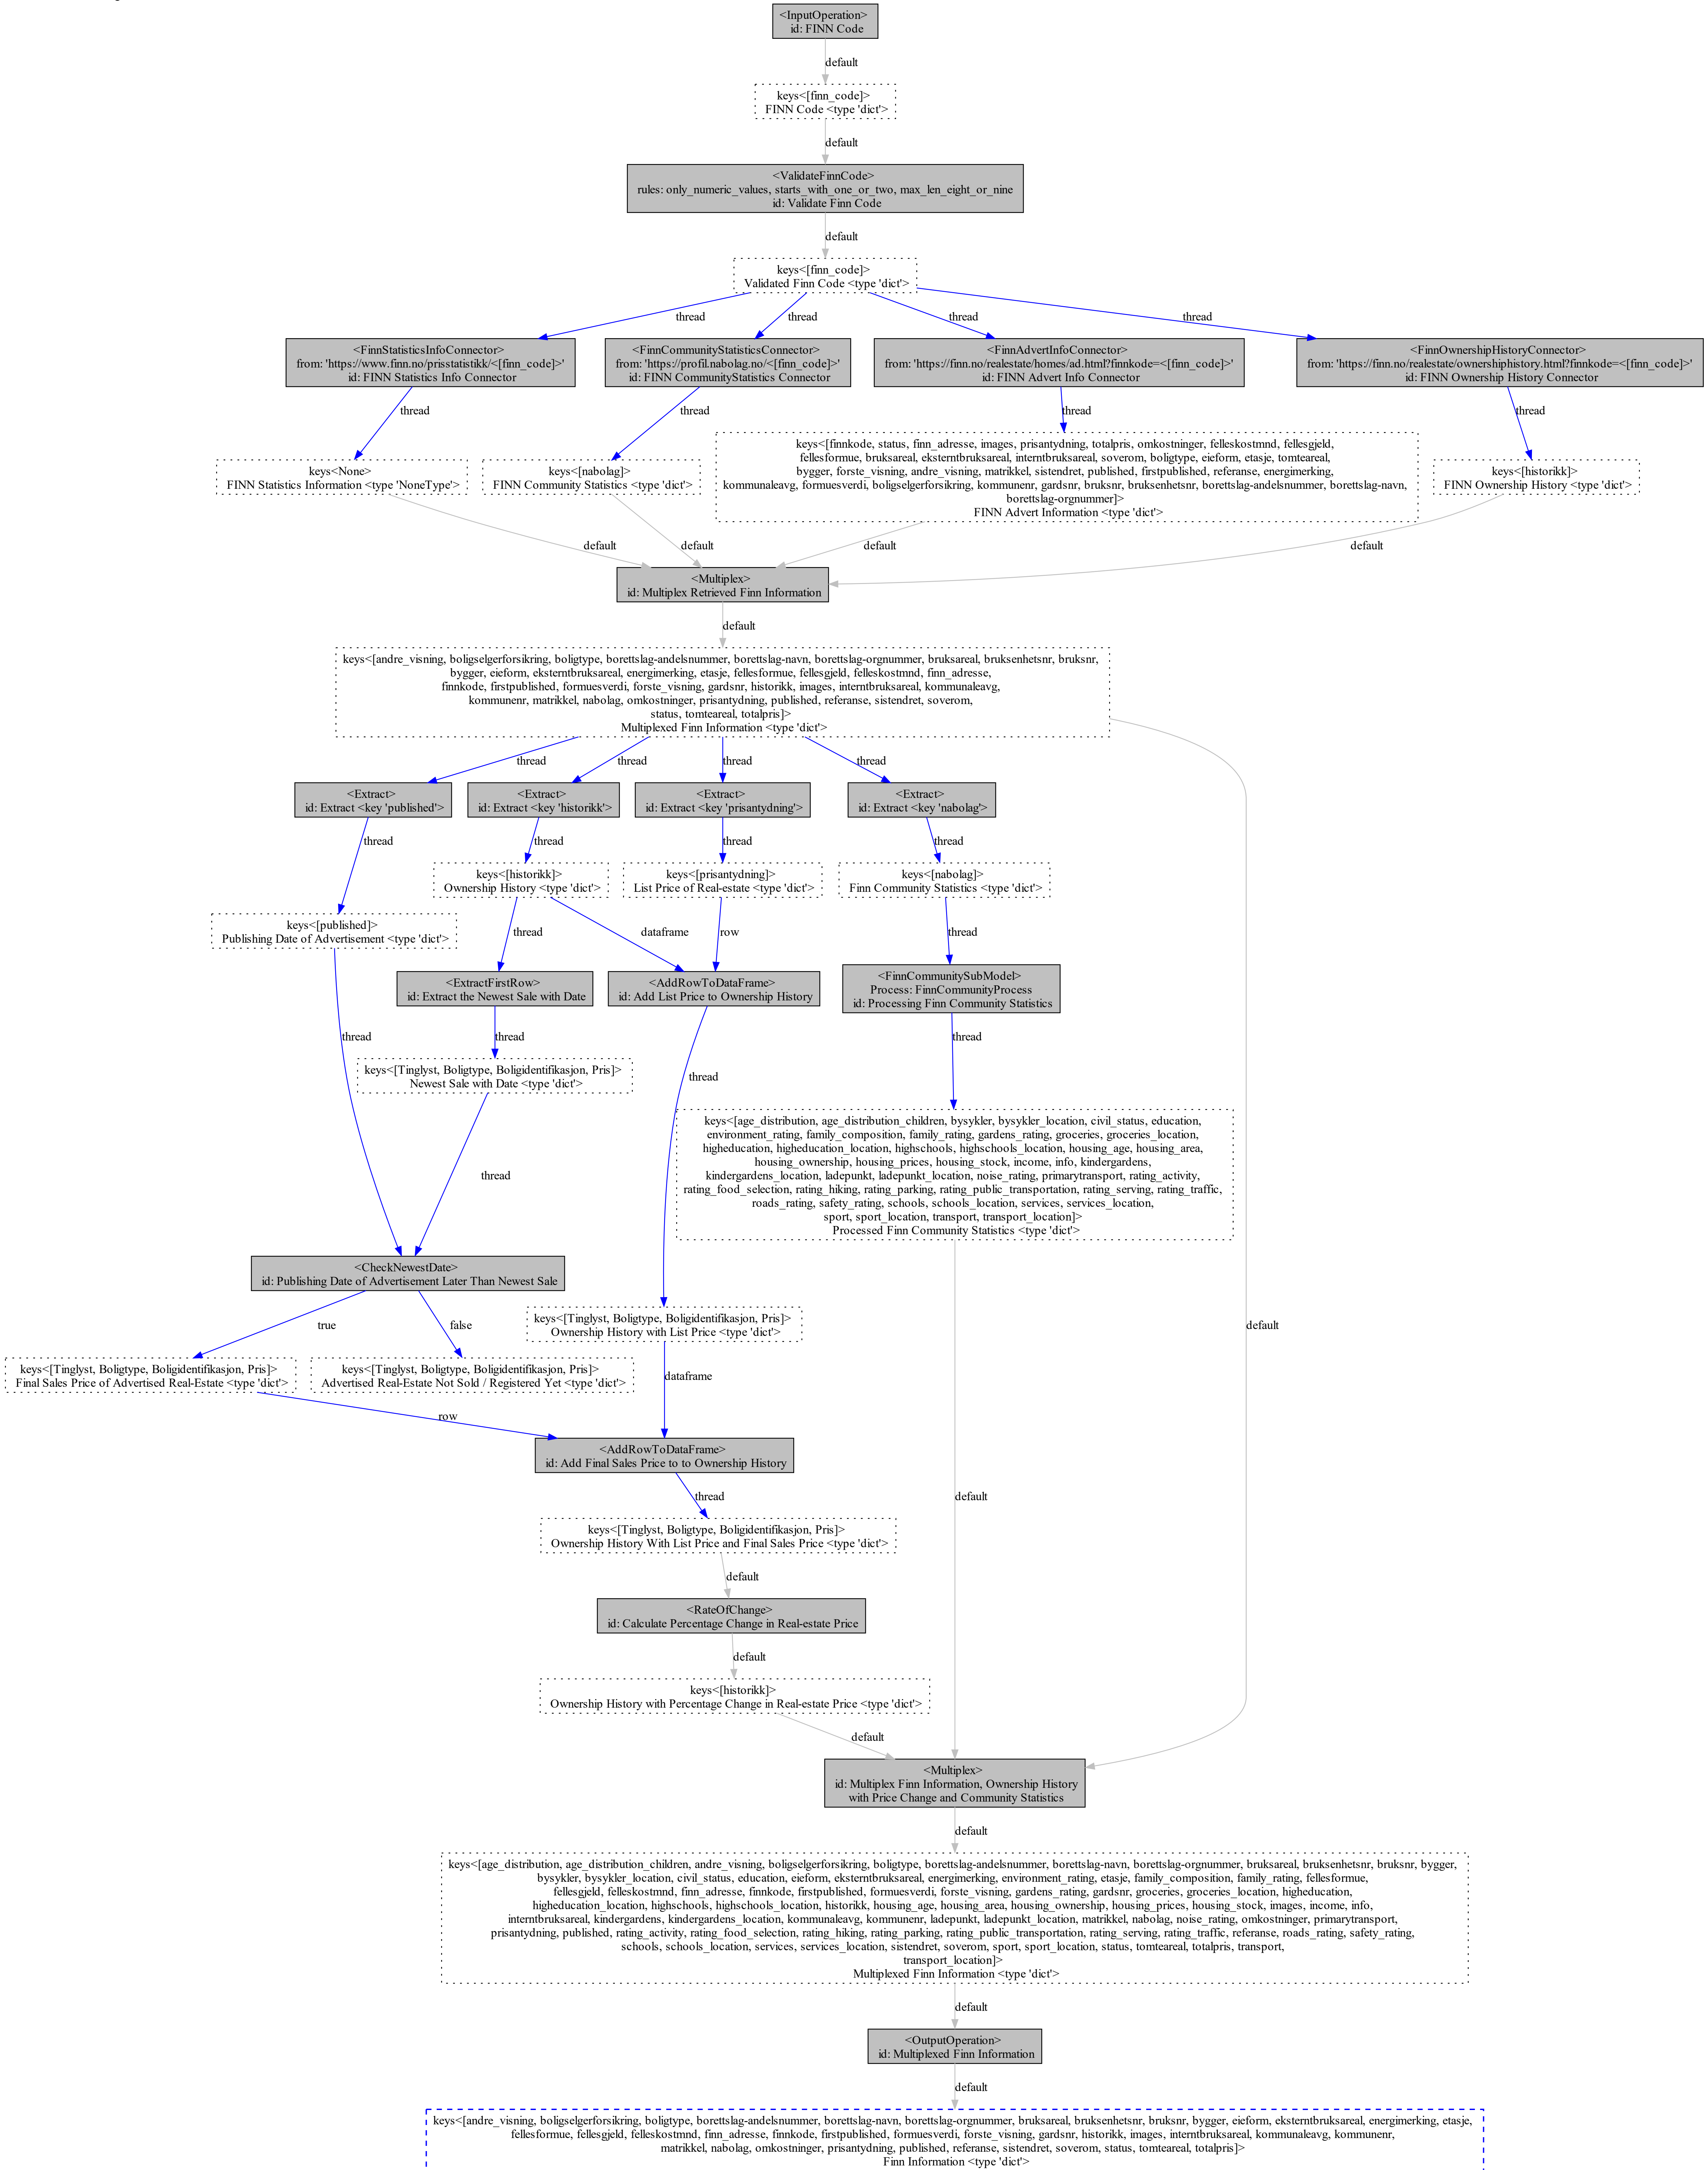 <InputOperation>
id: FINN Code
default
keys<[finn_code]>
FINN Code <type 'dict'>
default
<ValidateFinnCode>
rules: only_numeric_values, starts_with_one_or_two, max_len_eight_or_nine
id: Validate Finn Code
default
keys<[finn_code]>
Validated Finn Code <type 'dict'>
thread
thread
thread
thread
<FinnStatisticsInfoConnector>
from: 'https://www.finn.no/prisstatistikk/<[finn_code]>'
id: FINN Statistics Info Connector
<FinnCommunityStatisticsConnector>
from: 'https://profil.nabolag.no/<[finn_code]>'
id: FINN CommunityStatistics Connector
<FinnAdvertInfoConnector>
from: 'https://finn.no/realestate/homes/ad.html?finnkode=<[finn_code]>'
id: FINN Advert Info Connector
<FinnOwnershipHistoryConnector>
from: 'https://finn.no/realestate/ownershiphistory.html?finnkode=<[finn_code]>'
id: FINN Ownership History Connector
thread
thread
thread
thread
keys<None>
FINN Statistics Information <type 'NoneType'>
keys<[nabolag]>
FINN Community Statistics <type 'dict'>
keys<[finnkode, status, finn_adresse, images, prisantydning, totalpris, omkostninger, felleskostmnd, fellesgjeld,
fellesformue, bruksareal, eksterntbruksareal, interntbruksareal, soverom, boligtype, eieform, etasje, tomteareal,
bygger, forste_visning, andre_visning, matrikkel, sistendret, published, firstpublished, referanse, energimerking,
kommunaleavg, formuesverdi, boligselgerforsikring, kommunenr, gardsnr, bruksnr, bruksenhetsnr, borettslag-andelsnummer, borettslag-navn,
borettslag-orgnummer]>
FINN Advert Information <type 'dict'>
keys<[historikk]>
FINN Ownership History <type 'dict'>
default
default
default
default
<Multiplex>
id: Multiplex Retrieved Finn Information
default
keys<[andre_visning, boligselgerforsikring, boligtype, borettslag-andelsnummer, borettslag-navn, borettslag-orgnummer, bruksareal, bruksenhetsnr, bruksnr,
bygger, eieform, eksterntbruksareal, energimerking, etasje, fellesformue, fellesgjeld, felleskostmnd, finn_adresse,
finnkode, firstpublished, formuesverdi, forste_visning, gardsnr, historikk, images, interntbruksareal, kommunaleavg,
kommunenr, matrikkel, nabolag, omkostninger, prisantydning, published, referanse, sistendret, soverom,
status, tomteareal, totalpris]>
Multiplexed Finn Information <type 'dict'>
thread
thread
thread
thread
<Extract>
id: Extract <key 'published'>
<Extract>
id: Extract <key 'historikk'>
<Extract>
id: Extract <key 'prisantydning'>
<Extract>
id: Extract <key 'nabolag'>
thread
thread
thread
thread
keys<[historikk]>
Ownership History <type 'dict'>
keys<[prisantydning]>
List Price of Real-estate <type 'dict'>
keys<[nabolag]>
Finn Community Statistics <type 'dict'>
keys<[published]>
Publishing Date of Advertisement <type 'dict'>
thread
dataframe
row
thread
<ExtractFirstRow>
id: Extract the Newest Sale with Date
<AddRowToDataFrame>
id: Add List Price to Ownership History
<FinnCommunitySubModel>
Process: FinnCommunityProcess
id: Processing Finn Community Statistics
thread
thread
thread
keys<[Tinglyst, Boligtype, Boligidentifikasjon, Pris]>
Newest Sale with Date <type 'dict'>
thread
keys<[age_distribution, age_distribution_children, bysykler, bysykler_location, civil_status, education,
environment_rating, family_composition, family_rating, gardens_rating, groceries, groceries_location,
higheducation, higheducation_location, highschools, highschools_location, housing_age, housing_area,
housing_ownership, housing_prices, housing_stock, income, info, kindergardens,
kindergardens_location, ladepunkt, ladepunkt_location, noise_rating, primarytransport, rating_activity,
rating_food_selection, rating_hiking, rating_parking, rating_public_transportation, rating_serving, rating_traffic,
roads_rating, safety_rating, schools, schools_location, services, services_location,
sport, sport_location, transport, transport_location]>
Processed Finn Community Statistics <type 'dict'>
thread
<CheckNewestDate>
id: Publishing Date of Advertisement Later Than Newest Sale
true
false
keys<[Tinglyst, Boligtype, Boligidentifikasjon, Pris]>
Ownership History with List Price <type 'dict'>
default
keys<[Tinglyst, Boligtype, Boligidentifikasjon, Pris]>
Final Sales Price of Advertised Real-Estate <type 'dict'>
keys<[Tinglyst, Boligtype, Boligidentifikasjon, Pris]>
Advertised Real-Estate Not Sold / Registered Yet <type 'dict'>
dataframe
row
<AddRowToDataFrame>
id: Add Final Sales Price to to Ownership History
thread
default
keys<[Tinglyst, Boligtype, Boligidentifikasjon, Pris]>
Ownership History With List Price and Final Sales Price <type 'dict'>
default
<RateOfChange>
id: Calculate Percentage Change in Real-estate Price
default
keys<[historikk]>
Ownership History with Percentage Change in Real-estate Price <type 'dict'>
default
<Multiplex>
id: Multiplex Finn Information, Ownership History
with Price Change and Community Statistics
default
keys<[age_distribution, age_distribution_children, andre_visning, boligselgerforsikring, boligtype, borettslag-andelsnummer, borettslag-navn, borettslag-orgnummer, bruksareal, bruksenhetsnr, bruksnr, bygger,
bysykler, bysykler_location, civil_status, education, eieform, eksterntbruksareal, energimerking, environment_rating, etasje, family_composition, family_rating, fellesformue,
fellesgjeld, felleskostmnd, finn_adresse, finnkode, firstpublished, formuesverdi, forste_visning, gardens_rating, gardsnr, groceries, groceries_location, higheducation,
higheducation_location, highschools, highschools_location, historikk, housing_age, housing_area, housing_ownership, housing_prices, housing_stock, images, income, info,
interntbruksareal, kindergardens, kindergardens_location, kommunaleavg, kommunenr, ladepunkt, ladepunkt_location, matrikkel, nabolag, noise_rating, omkostninger, primarytransport,
prisantydning, published, rating_activity, rating_food_selection, rating_hiking, rating_parking, rating_public_transportation, rating_serving, rating_traffic, referanse, roads_rating, safety_rating,
schools, schools_location, services, services_location, sistendret, soverom, sport, sport_location, status, tomteareal, totalpris, transport,
transport_location]>
Multiplexed Finn Information <type 'dict'>
default
<OutputOperation>
id: Multiplexed Finn Information
default
keys<[andre_visning, boligselgerforsikring, boligtype, borettslag-andelsnummer, borettslag-navn, borettslag-orgnummer, bruksareal, bruksenhetsnr, bruksnr, bygger, eieform, eksterntbruksareal, energimerking, etasje,
fellesformue, fellesgjeld, felleskostmnd, finn_adresse, finnkode, firstpublished, formuesverdi, forste_visning, gardsnr, historikk, images, interntbruksareal, kommunaleavg, kommunenr,
matrikkel, nabolag, omkostninger, prisantydning, published, referanse, sistendret, soverom, status, tomteareal, totalpris]>
Finn Information <type 'dict'>